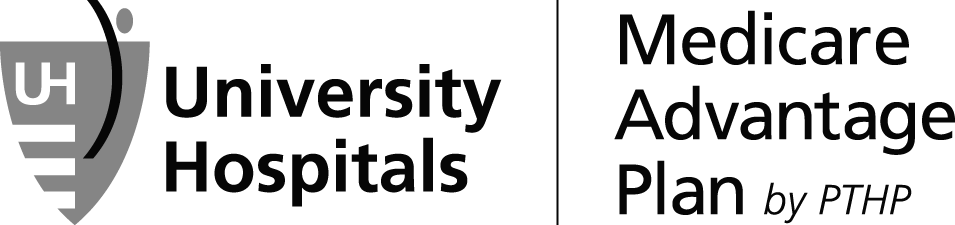 UH
University
Hospitals
Medicare
Advantage
Plan by PTHP